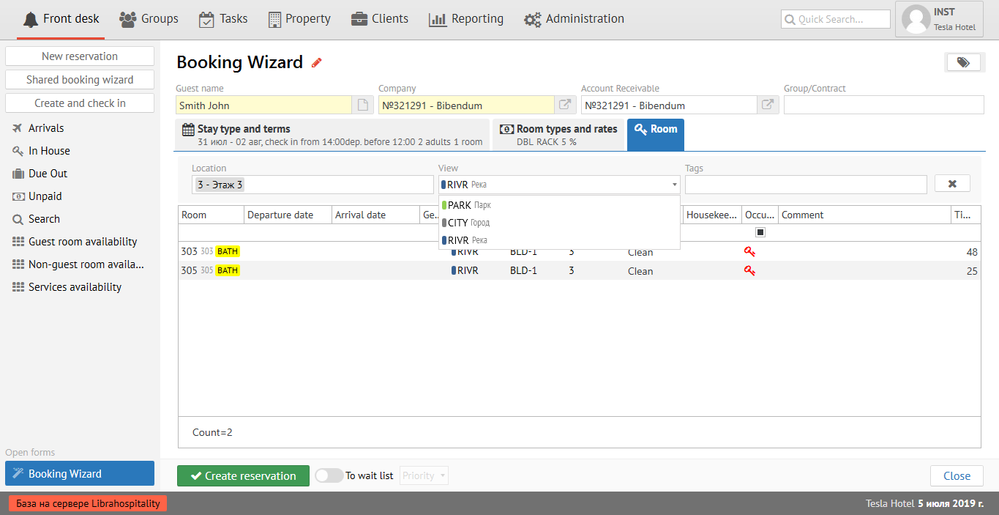 Front desk Groups Tasks Property Clients Reporting Administration Quick Search... INST
Tesla Hotel
New reservation
Shared booking wizard
Create and check in
Arrivals
In House
Due Out
Unpaid
Search
Guest room availability
Non-guest room availa...
Services availability
Open forms
Booking Wizard
Booking Wizard
Guest name Company Account Receivable Group/Contract
Smith John №321291 - Bibendum №321291 - Bibendum
Stay type and terms Room types and rates Room
31 июл - 02 авг, check in from 14:00dep. before 12:00 2 adults 1 room DBL RACK 5 %
Location View Tags
3 - Этаж 3 RIVR Река
PARK Парк
CITY Город
RIVR Река
Room Departure date Arrival date Ge... Housekee... Occu... Comment Ti...
303 303 BATH RIVR BLD-1 3 Clean 48
305 305 BATH RIVR BLD-1 3 Clean 25
Count=2
Create reservation To wait list Priority Close
База на сервере Librahospitality Tesla Hotel 5 июля 2019 г.